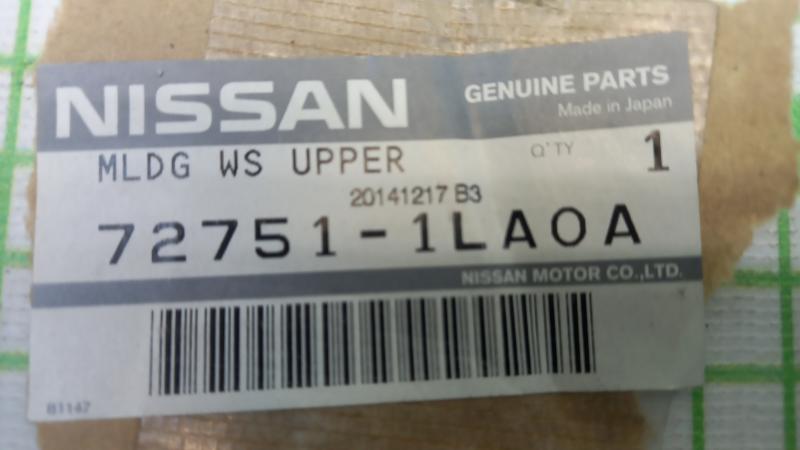 NISSAN
GENUINE PARTS
Made in Japan
MLDG WS UPPER
Q'TY 1
20141217 B3
72751-1LA0A
NISSAN MOTOR CO.,LTD.
B1147